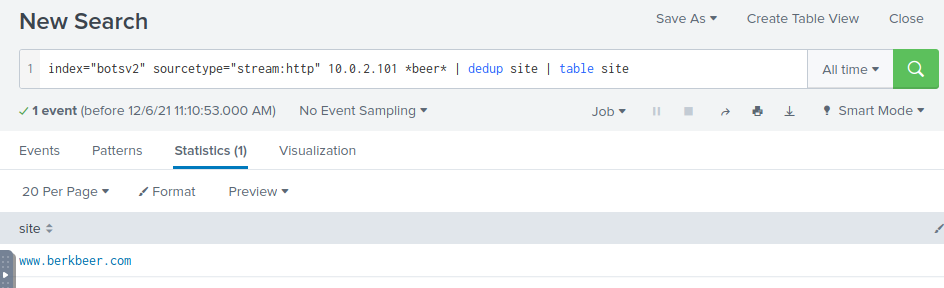 New Search
Save As
Create Table View
Close
1 index="botsv2" sourcetype="stream:http" 10.0.2.101 *beer* | dedup site | table site
All time
1 event (before 12/6/21 11:10:53.000 AM)
No Event Sampling
Job
Smart Mode
Events
Patterns
Statistics (1)
Visualization
20 Per Page
Format
Preview
site
www.berkbeer.com